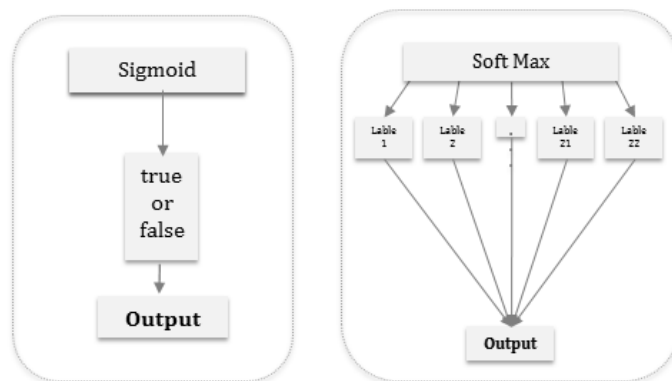 Sigmoid
true
or
false
Output
Soft Max
Lable
1
Lable
2
.
.
.
Lable
21
Lable
22
Output